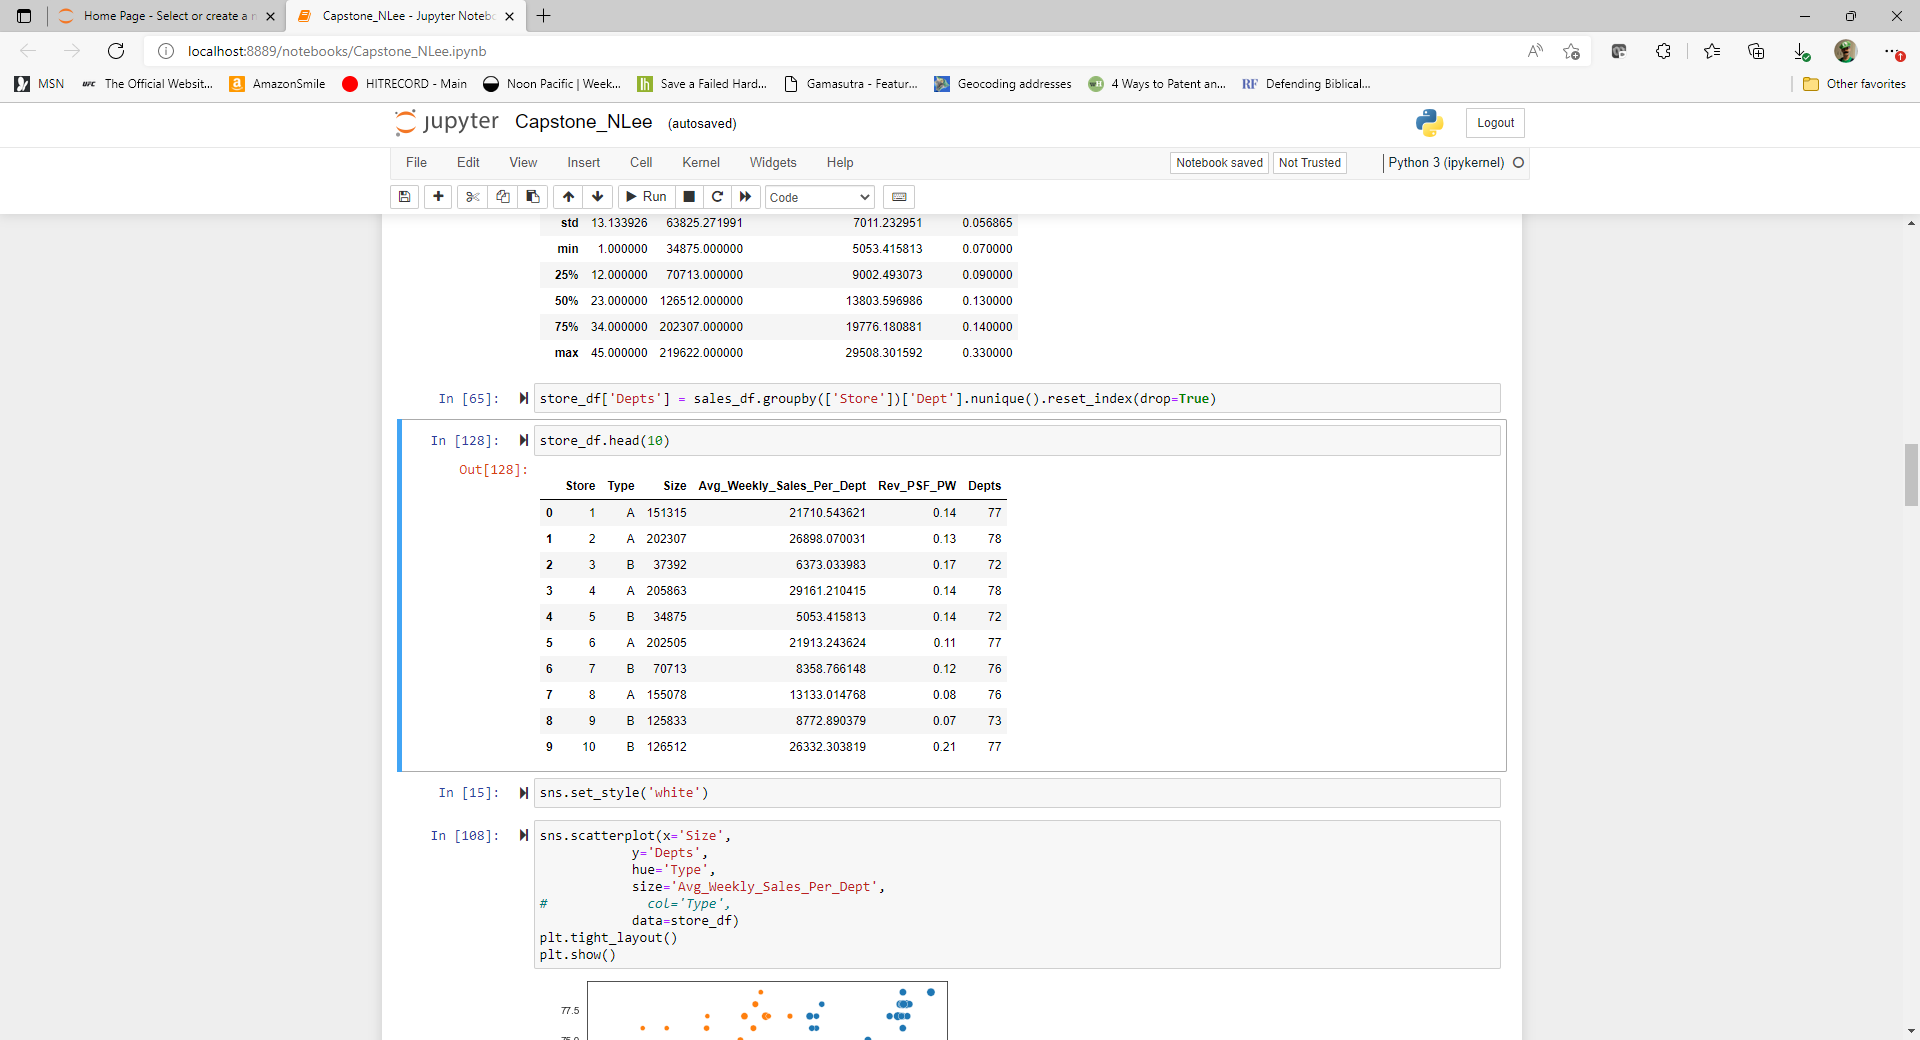 Home Page - Select or create a n
Capstone_NLee - Jupyter Notebo
localhost:8889/notebooks/Capstone_NLee.ipynb
MSN
The Official Websit...
AmazonSmile
HITRECORD - Main
Noon Pacific | Week...
Save a Failed Hard...
Gamasutra - Featur...
Geocoding addresses
4 Ways to Patent an...
Defending Biblical...
Other favorites
jupyter Capstone_NLee (autosaved)
Logout
File Edit View Insert Cell Kernel Widgets Help
Notebook saved Not Trusted Python 3 (ipykernel)
Run Code
std 13.133926 63825.271991 7011.232951 0.056865
min 1.000000 34875.000000 5053.415813 0.070000
25% 12.000000 70713.000000 9002.493073 0.090000
50% 23.000000 126512.000000 13803.596986 0.130000
75% 34.000000 202307.000000 19776.180881 0.140000
max 45.000000 219622.000000 29508.301592 0.330000
In [65]: store_df['Depts'] = sales_df.groupby(['Store'])['Dept'].nunique().reset_index(drop=True)
In [128]: store_df.head(10)
Out[128]:
Store Type Size Avg_Weekly_Sales_Per_Dept Rev_PSF_PW Depts
0 1 A 151315 21710.543621 0.14 77
1 2 A 202307 26898.070031 0.13 78
2 3 B 37392 6373.033983 0.17 72
3 4 A 205863 29161.210415 0.14 78
4 5 B 34875 5053.415813 0.14 72
5 6 A 202505 21913.243624 0.11 77
6 7 B 70713 8358.766148 0.12 76
7 8 A 155078 13133.014768 0.08 76
8 9 B 125833 8772.890379 0.07 73
9 10 B 126512 26332.303819 0.21 77
In [15]: sns.set_style('white')
In [108]: sns.scatterplot(x='Size',
y='Depts',
hue='Type',
size='Avg_Weekly_Sales_Per_Dept',
# col='Type',
data=store_df)
plt.tight_layout()
plt.show()
77.5